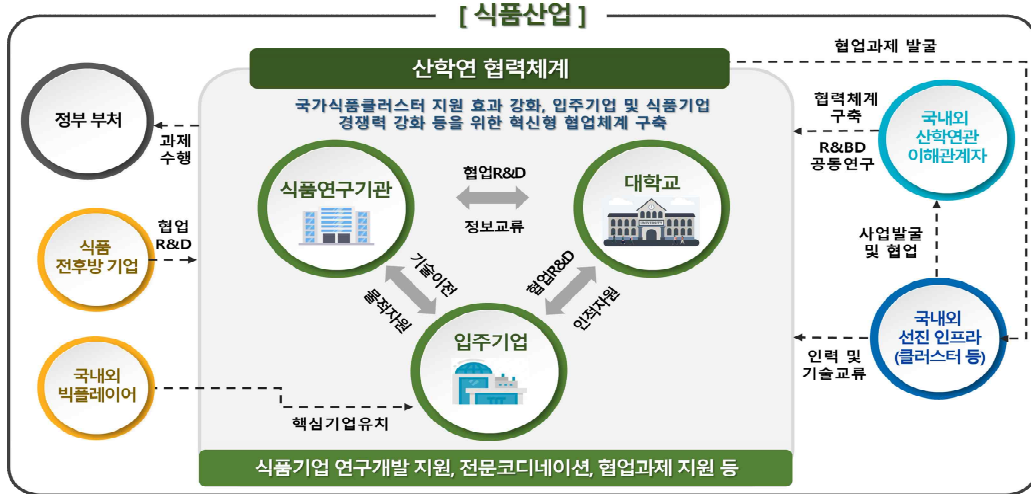 [ 식품산업 ]
산학연 협력체계
국가식품클러스터 지원 효과 강화, 입주기업 및 식품기업
경쟁력 강화 등을 위한 혁신형 협업체계 구축
정부 부처
과제
수행
식품
전후방 기업
협업
R&D
국내외
빅플레이어
핵심기업유치
식품연구기관
협업R&D
정보교류
대학교
UNIVERSITY
기술이전
물적자원
협업R&D
인적자원
입주기업
협업과제 발굴
협력체계
구축
R&BD
공통연구
국내외
산학연관
이해관계자
사업발굴
및 협업
인력 및
기술교류
국내외
선진 인프라
(클러스터 등)
식품기업 연구개발 지원, 전문코디네이션, 협업과제 지원 등